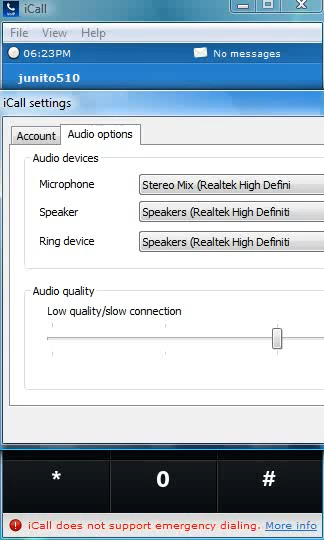 iCall
File View Help
06:23PM No messages
junito510
iCall settings
Account Audio options
Audio devices
Microphone Stereo Mix (Realtek High Defini
Speaker Speakers (Realtek High Definiti
Ring device Speakers (Realtek High Definiti
Audio quality
Low quality/slow connection
* 0 #
iCall does not support emergency dialing. More info